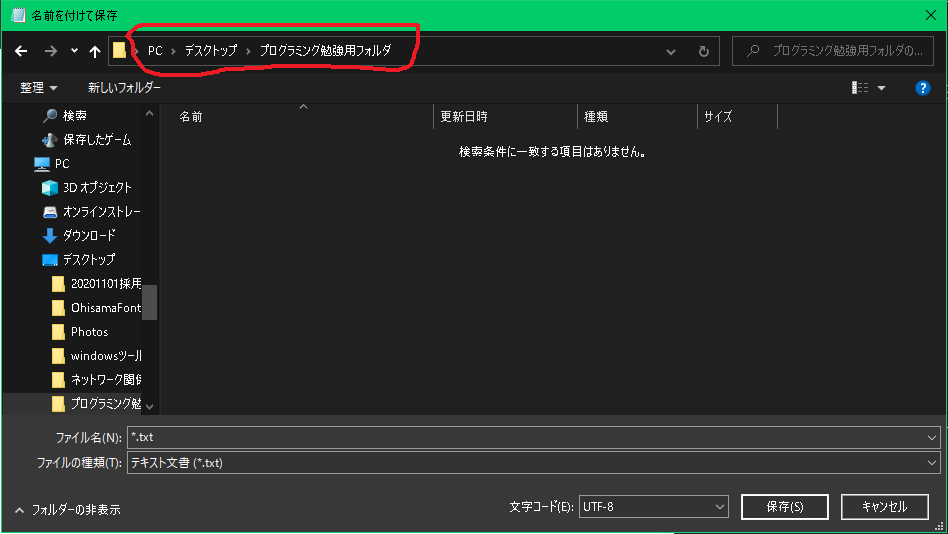 名前を付けて保存
PC > デスクトップ > プログラミング勉強用フォルダ
プログラミング勉強用フォルダの...
整理
新しいフォルダー
名前
更新日時
種類
サイズ
検索条件に一致する項目はありません。
検索
保存したゲーム
PC
3D オブジェクト
オンラインストレー
ダウンロード
デスクトップ
20201101採用
OhisamaFont
Photos
windowsツール
ネットワーク関係
プログラミング勉
ファイル名(N):
*.txt
ファイルの種類(T):
テキスト文書 (*.txt)
フォルダーの非表示
文字コード(E):
UTF-8
保存(S)
キャンセル